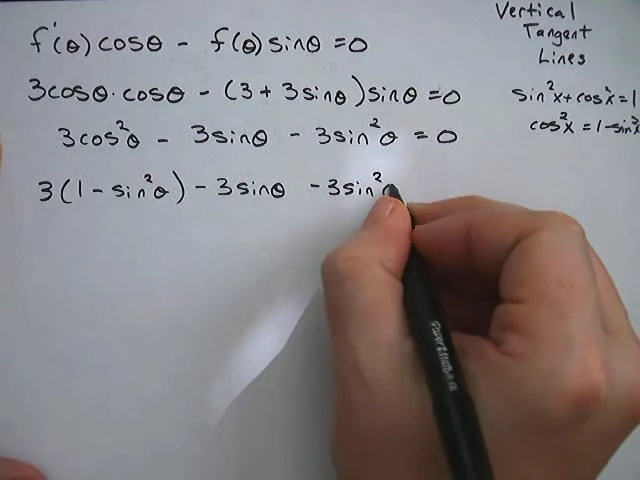 f'(θ)cosθ - f(θ)sinθ = 0
3cosθ·cosθ - (3 + 3sinθ)sinθ = 0
3cos²θ - 3sinθ - 3sin²θ = 0
3(1 - sin²θ) - 3sinθ - 3sin²θ
Vertical
Tangent
Lines
sin²x + cos²x = 1
cos²x = 1 - sin²x